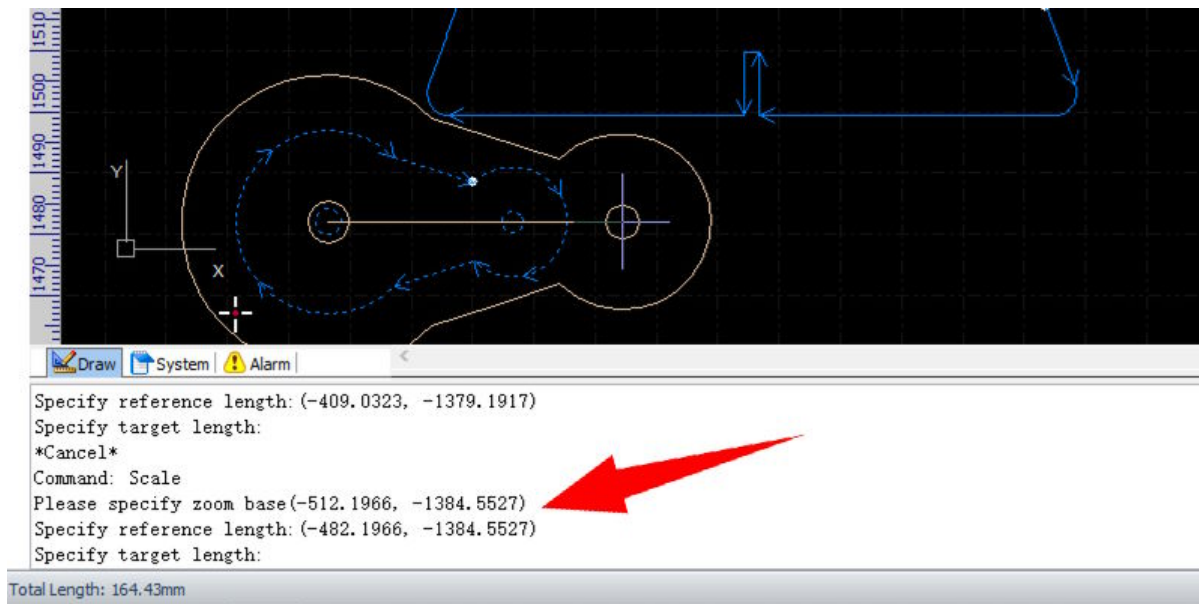 1510
1500
1490
1480
1470
Y
X
Draw System Alarm
Specify reference length:(-409.0323, -1379.1917)
Specify target length:
*Cancel*
Command: Scale
Please specify zoom base(-512.1966, -1384.5527)
Specify reference length:(-482.1966, -1384.5527)
Specify target length:
Total Length: 164.43mm